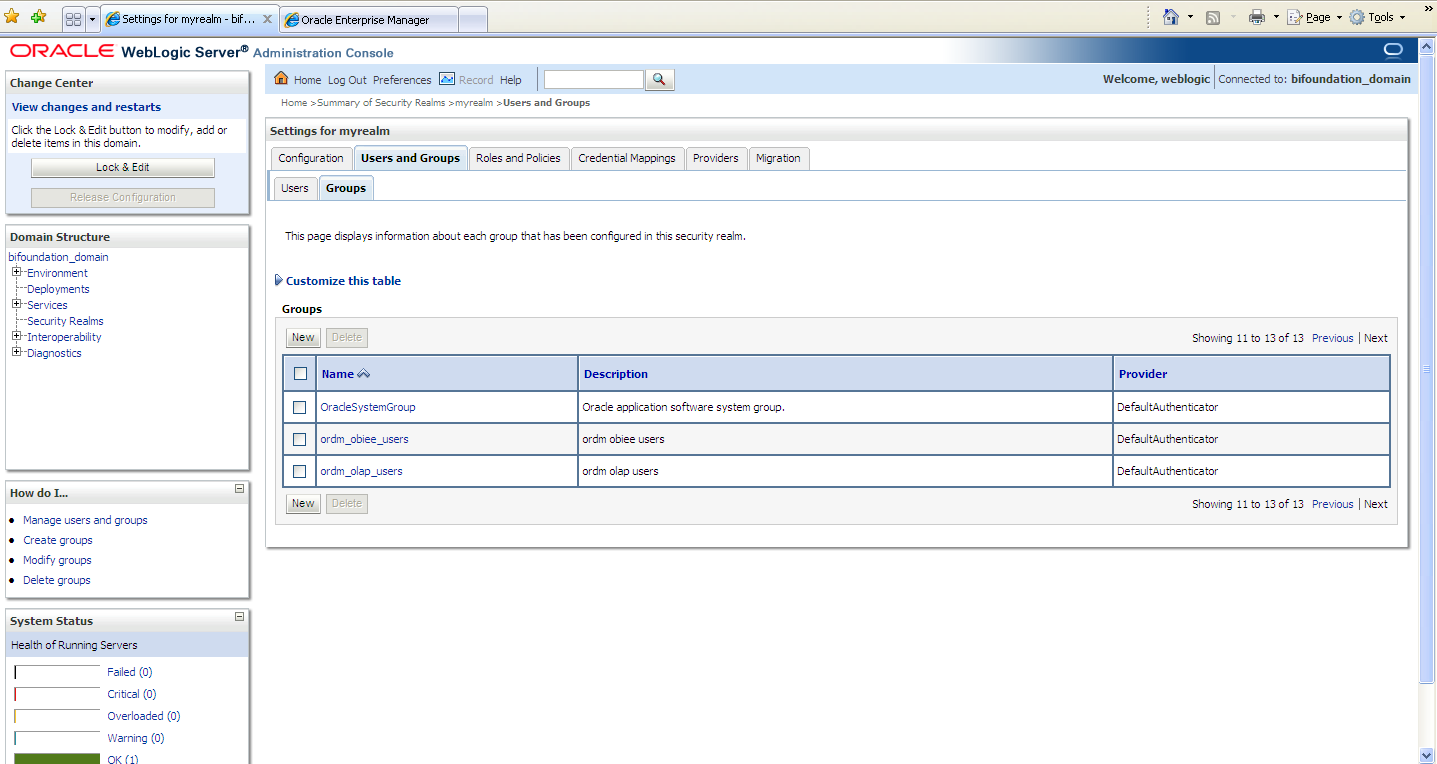 Settings for myrealm - bif... X
Oracle Enterprise Manager
Page
Tools
»
ORACLE WebLogic Server® Administration Console
Change Center
View changes and restarts
Click the Lock & Edit button to modify, add or
delete items in this domain.
Lock & Edit
Release Configuration
Domain Structure
bifoundation_domain
Environment
Deployments
Services
Security Realms
Interoperability
Diagnostics
How do I...
Manage users and groups
Create groups
Modify groups
Delete groups
System Status
Health of Running Servers
Failed (0)
Critical (0)
Overloaded (0)
Warning (0)
OK (1)
Home Log Out Preferences Record Help
Welcome, weblogic Connected to: bifoundation_domain
Home >Summary of Security Realms >myrealm >Users and Groups
Settings for myrealm
Configuration Users and Groups Roles and Policies Credential Mappings Providers Migration
Users Groups
This page displays information about each group that has been configured in this security realm.
Customize this table
Groups
New Delete Showing 11 to 13 of 13 Previous | Next
Name Description Provider
OracleSystemGroup Oracle application software system group. DefaultAuthenticator
ordm_obiee_users ordm obiee users DefaultAuthenticator
ordm_olap_users ordm olap users DefaultAuthenticator
New Delete Showing 11 to 13 of 13 Previous | Next